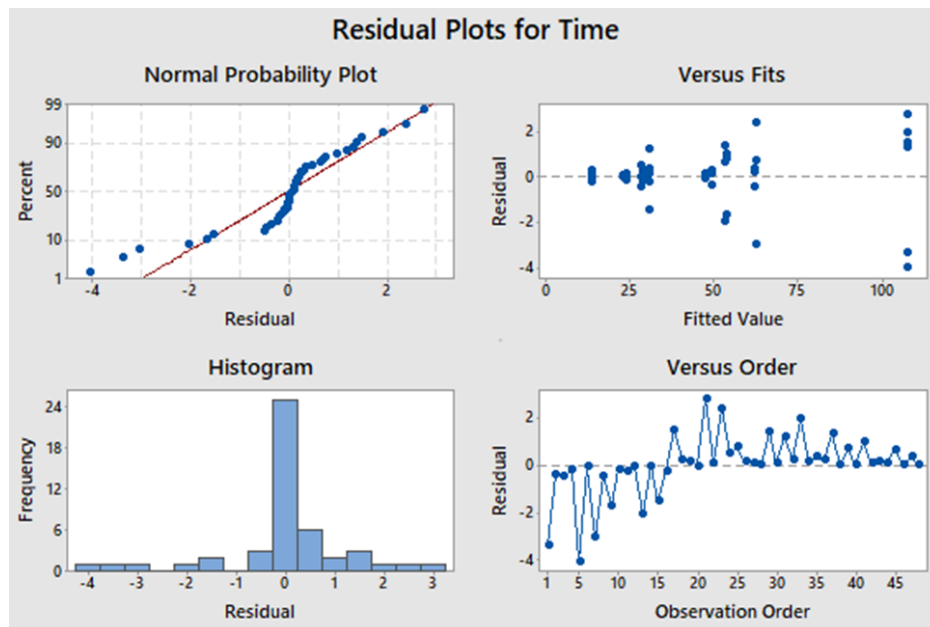 Residual Plots for Time
Normal Probability Plot
99
90
50
10
1
Percent
-4 -2 0 2
Residual
Versus Fits
2
0
-2
-4
Residual
0 25 50 75 100
Fitted Value
Histogram
24
18
12
6
0
Frequency
-4 -3 -2 -1 0 1 2 3
Residual
Versus Order
2
0
-2
-4
Residual
1 5 10 15 20 25 30 35 40 45
Observation Order